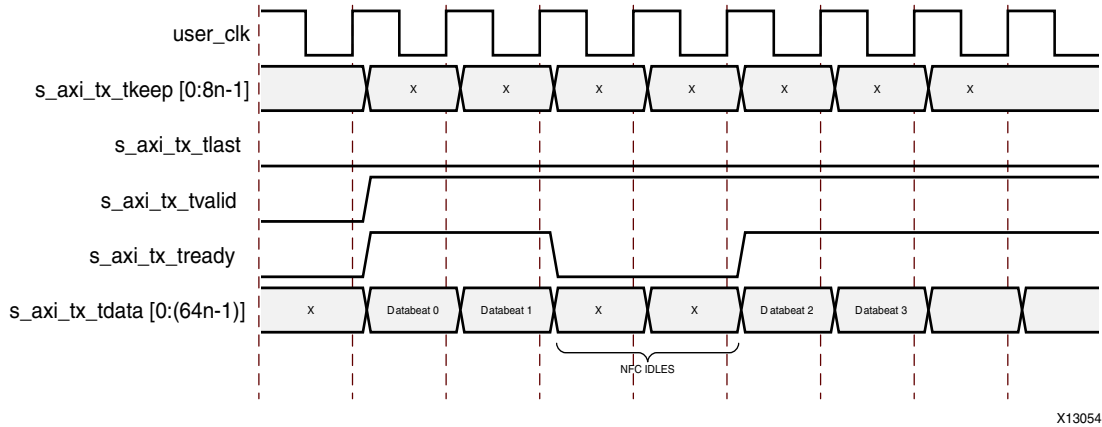 user_clk
s_axi_tx_tkeep [0:8n-1] X X X X X X X
s_axi_tx_tlast
s_axi_tx_tvalid
s_axi_tx_tready
s_axi_tx_tdata [0:(64n-1)] X Databeat 0 Databeat 1 X X Databeat 2 Databeat 3
NFC IDLES
X13054